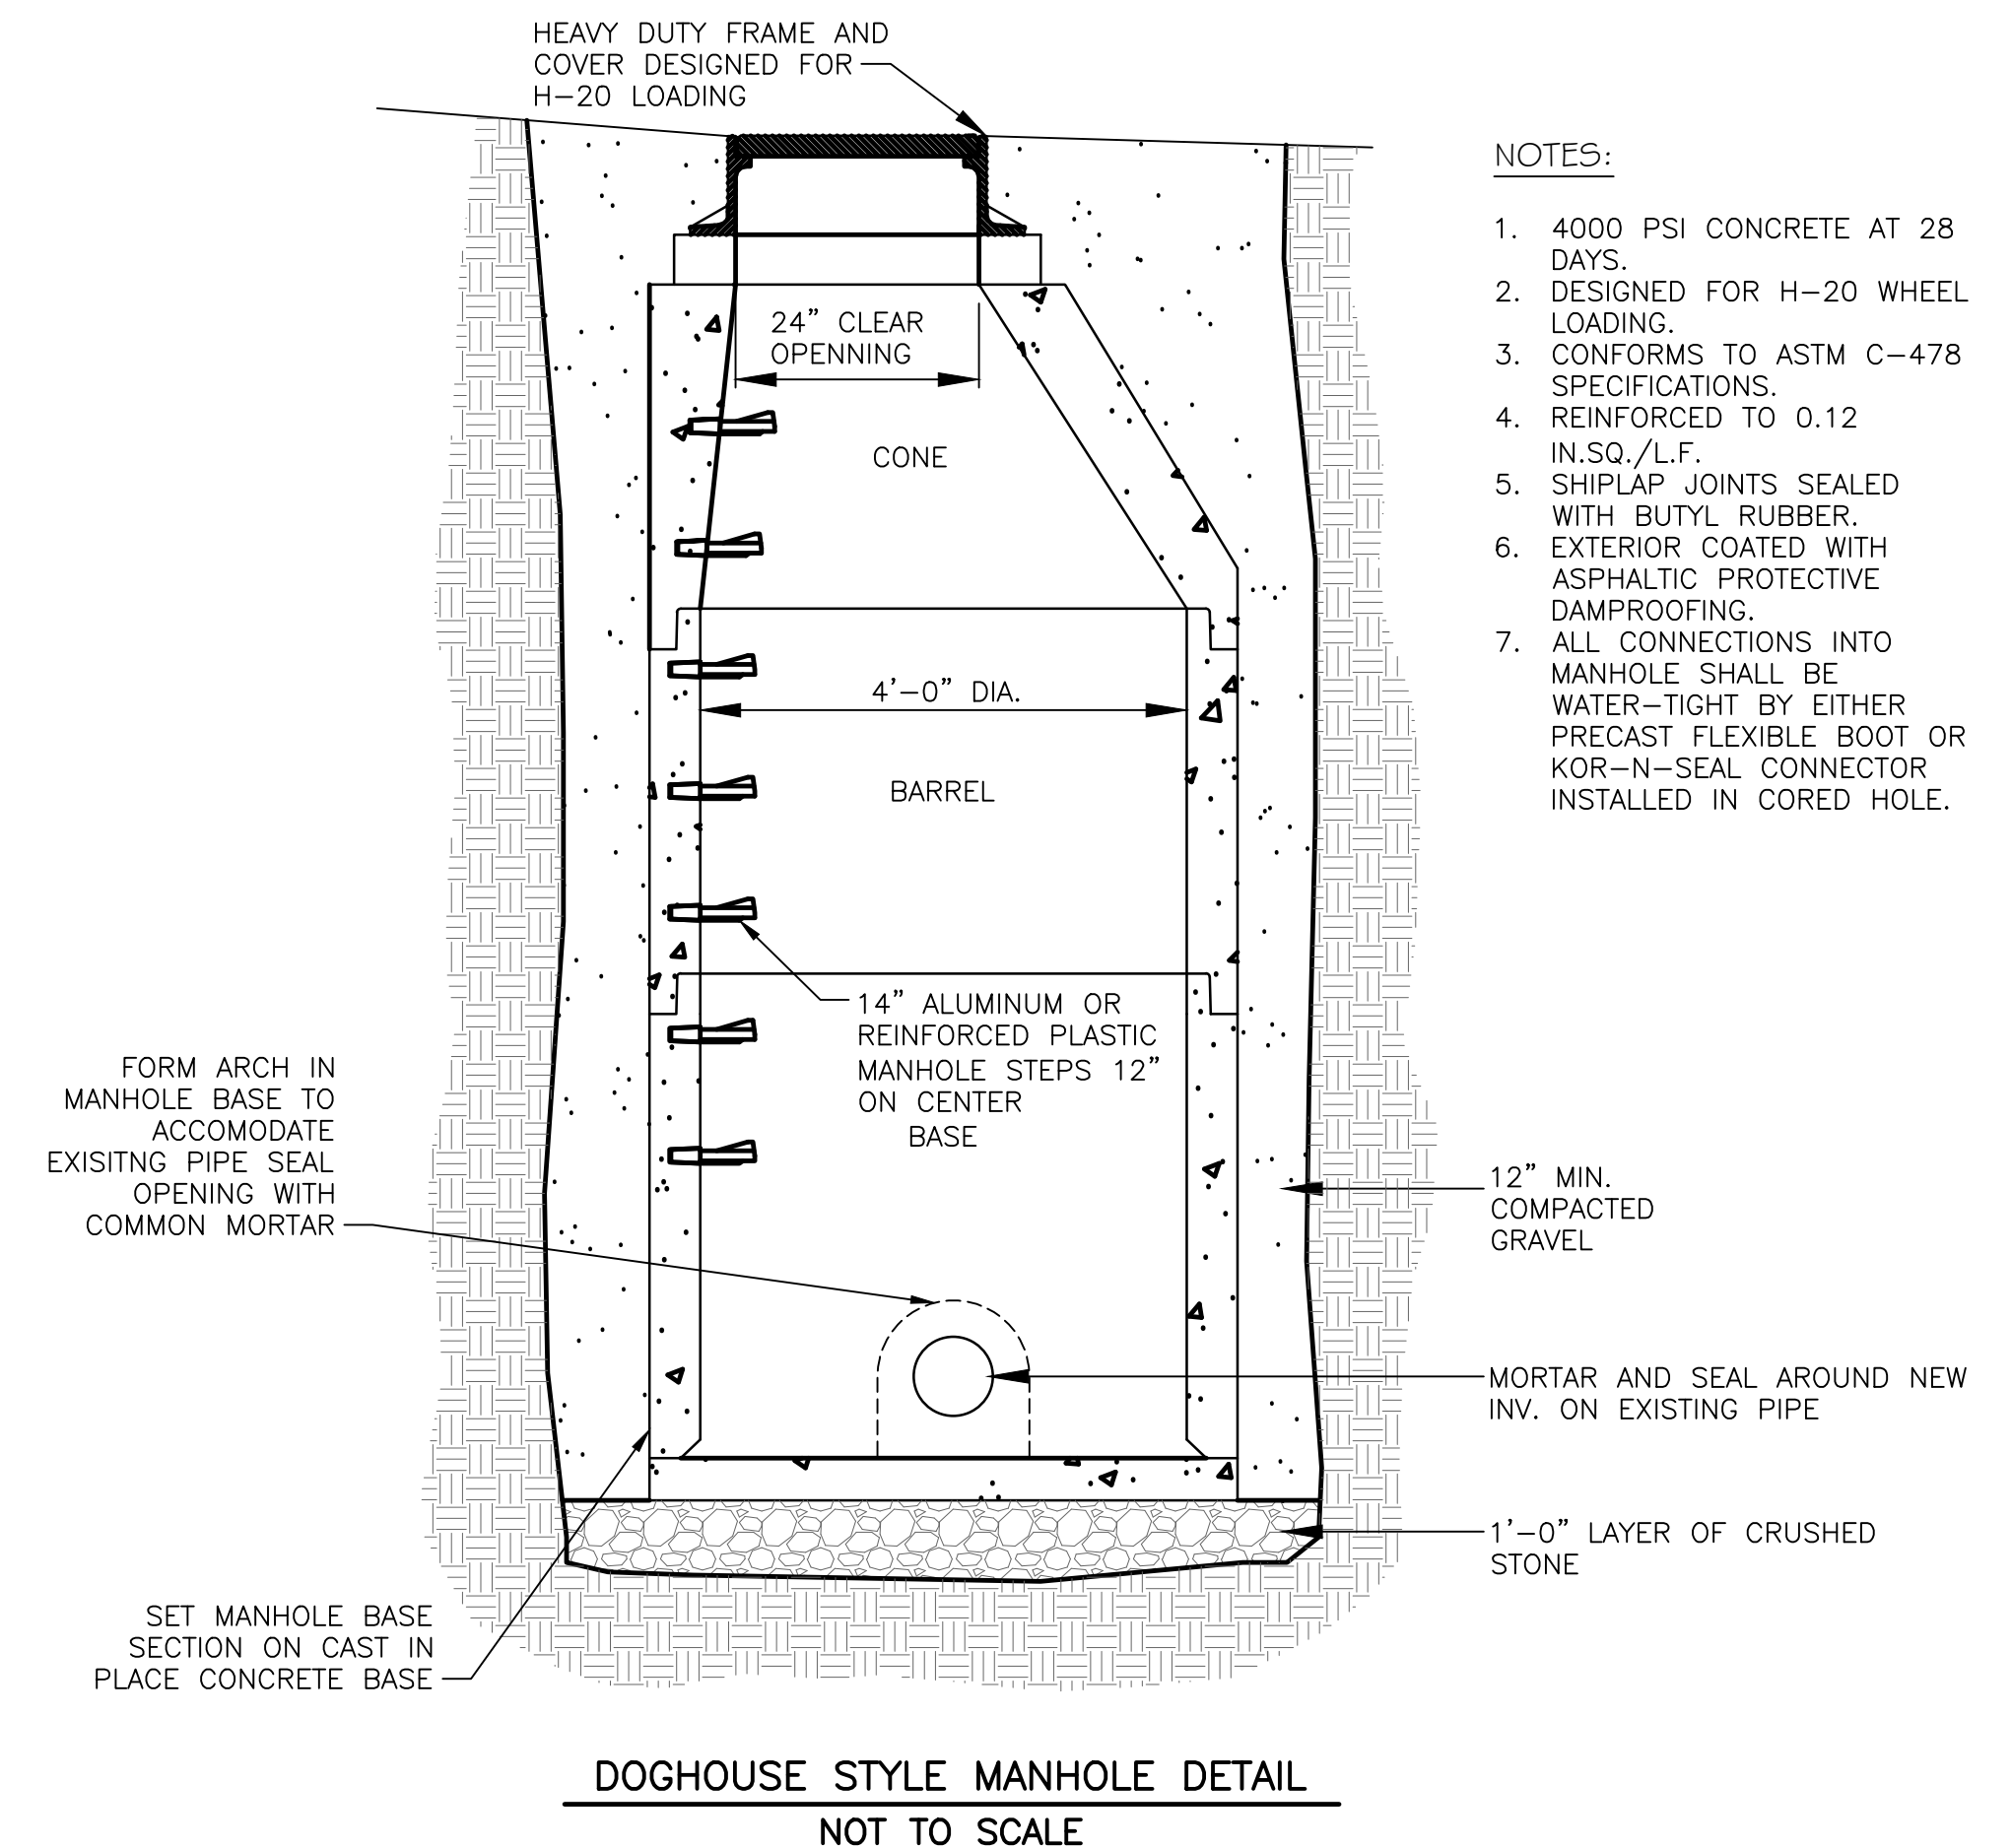 HEAVY DUTY FRAME AND
COVER DESIGNED FOR
H-20 LOADING
24" CLEAR
OPENNING
CONE
4'-0" DIA.
BARREL
14" ALUMINUM OR
REINFORCED PLASTIC
MANHOLE STEPS 12"
ON CENTER
BASE
FORM ARCH IN
MANHOLE BASE TO
ACCOMODATE
EXISITNG PIPE SEAL
OPENING WITH
COMMON MORTAR
SET MANHOLE BASE
SECTION ON CAST IN
PLACE CONCRETE BASE
NOTES:
1. 4000 PSI CONCRETE AT 28
DAYS.
2. DESIGNED FOR H-20 WHEEL
LOADING.
3. CONFORMS TO ASTM C-478
SPECIFICATIONS.
4. REINFORCED TO 0.12
IN.SQ./L.F.
5. SHIPLAP JOINTS SEALED
WITH BUTYL RUBBER.
6. EXTERIOR COATED WITH
ASPHALTIC PROTECTIVE
DAMPROOFING.
7. ALL CONNECTIONS INTO
MANHOLE SHALL BE
WATER-TIGHT BY EITHER
PRECAST FLEXIBLE BOOT OR
KOR-N-SEAL CONNECTOR
INSTALLED IN CORED HOLE.
12" MIN.
COMPACTED
GRAVEL
MORTAR AND SEAL AROUND NEW
INV. ON EXISTING PIPE
1'-0" LAYER OF CRUSHED
STONE
DOGHOUSE STYLE MANHOLE DETAIL
NOT TO SCALE